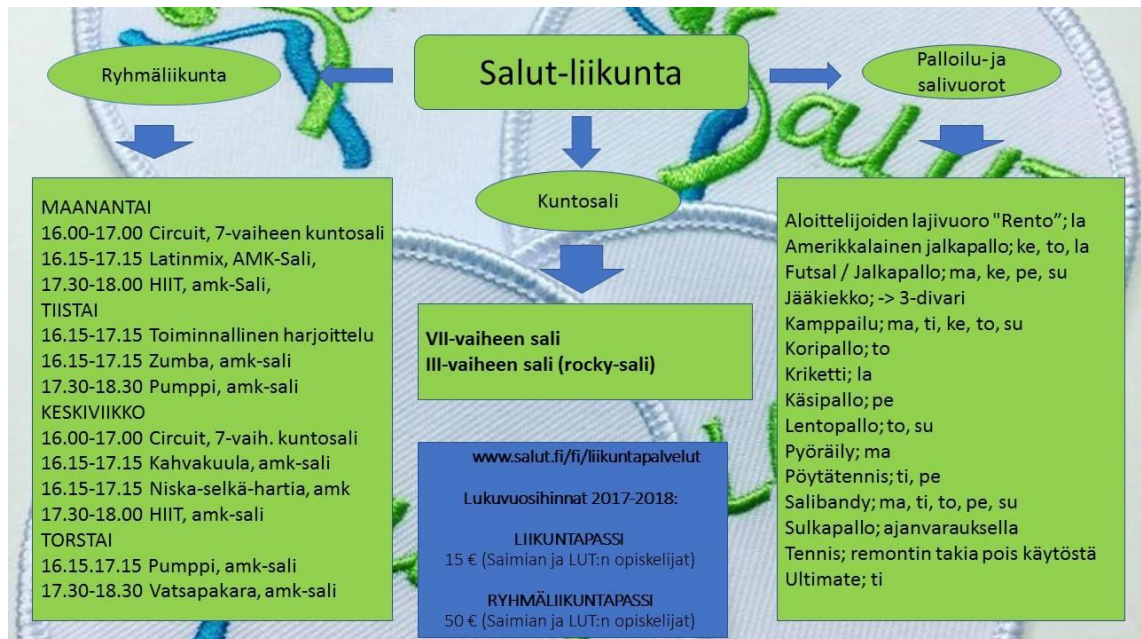 Salut-liikunta
Ryhmäliikunta
MAANANTAI
16.00-17.00 Circuit, 7-vaiheen kuntosali
16.15-17.15 Latinmix, AMK-Sali,
17.30-18.00 HIIT, amk-Sali,
TIISTAI
16.15-17.15 Toiminnallinen harjoittelu
16.15-17.15 Zumba, amk-sali
17.30-18.30 Pumppi, amk-sali
KESKIVIIKKO
16.00-17.00 Circuit, 7-vaih. kuntosali
16.15-17.15 Kahvakuula, amk-sali
16.15-17.15 Niska-selkä-hartia, amk
17.30-18.00 HIIT, amk-sali
TORSTAI
16.15.17.15 Pumppi, amk-sali
17.30-18.30 Vatsapakara, amk-sali
Kuntosali
VII-vaiheen sali
III-vaiheen sali (rocky-sali)
www.salut.fi/fi/liikuntapalvelut
Lukuvuosihinnat 2017-2018:
LIIKUNTAPASSI
15 € (Saimian ja LUT:n opiskelijat)
RYHMÄLIIKUNTAPASSI
50 € (Saimian ja LUT:n opiskelijat)
Palloilu- ja
salivuorot
Aloittelijoiden lajivuoro "Rento”; la
Amerikkalainen jalkapallo; ke, to, la
Futsal / Jalkapallo; ma, ke, pe, su
Jääkiekko; -> 3-divari
Kamppailu; ma, ti, ke, to, su
Koripallo; to
Kriketti; la
Käsipallo; pe
Lentopallo; to, su
Pyöräily; ma
Pöytätennis; ti, pe
Salibandy; ma, ti, to, pe, su
Sulkapallo; ajanvarauksella
Tennis; remontin takia pois käytöstä
Ultimate; ti
Salut